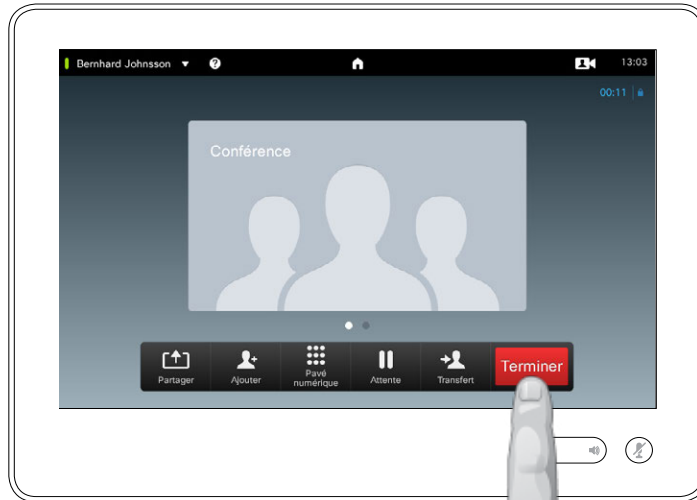 Bernhard Johnsson ? 13:03
00:11
Conférence
Partager
Ajouter
Pavé
numérique
Attente
Transfert
Terminer